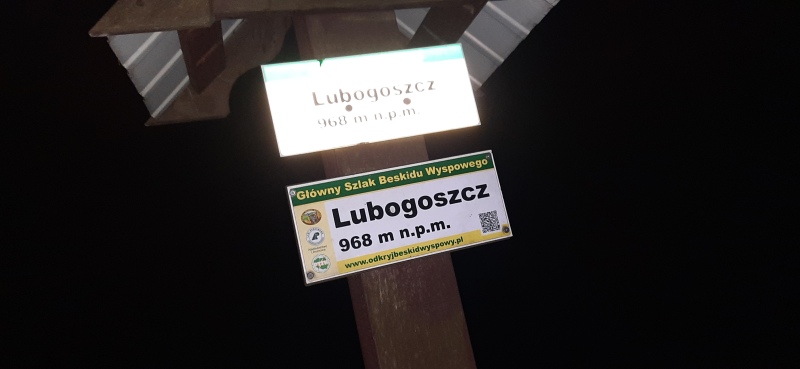 Lubogoszcz
968 m n.p.m.
Główny Szlak Beskidu Wyspowego
Lubogoszcz
968 m n.p.m.
www.odkryjbeskidwyspowy.pl